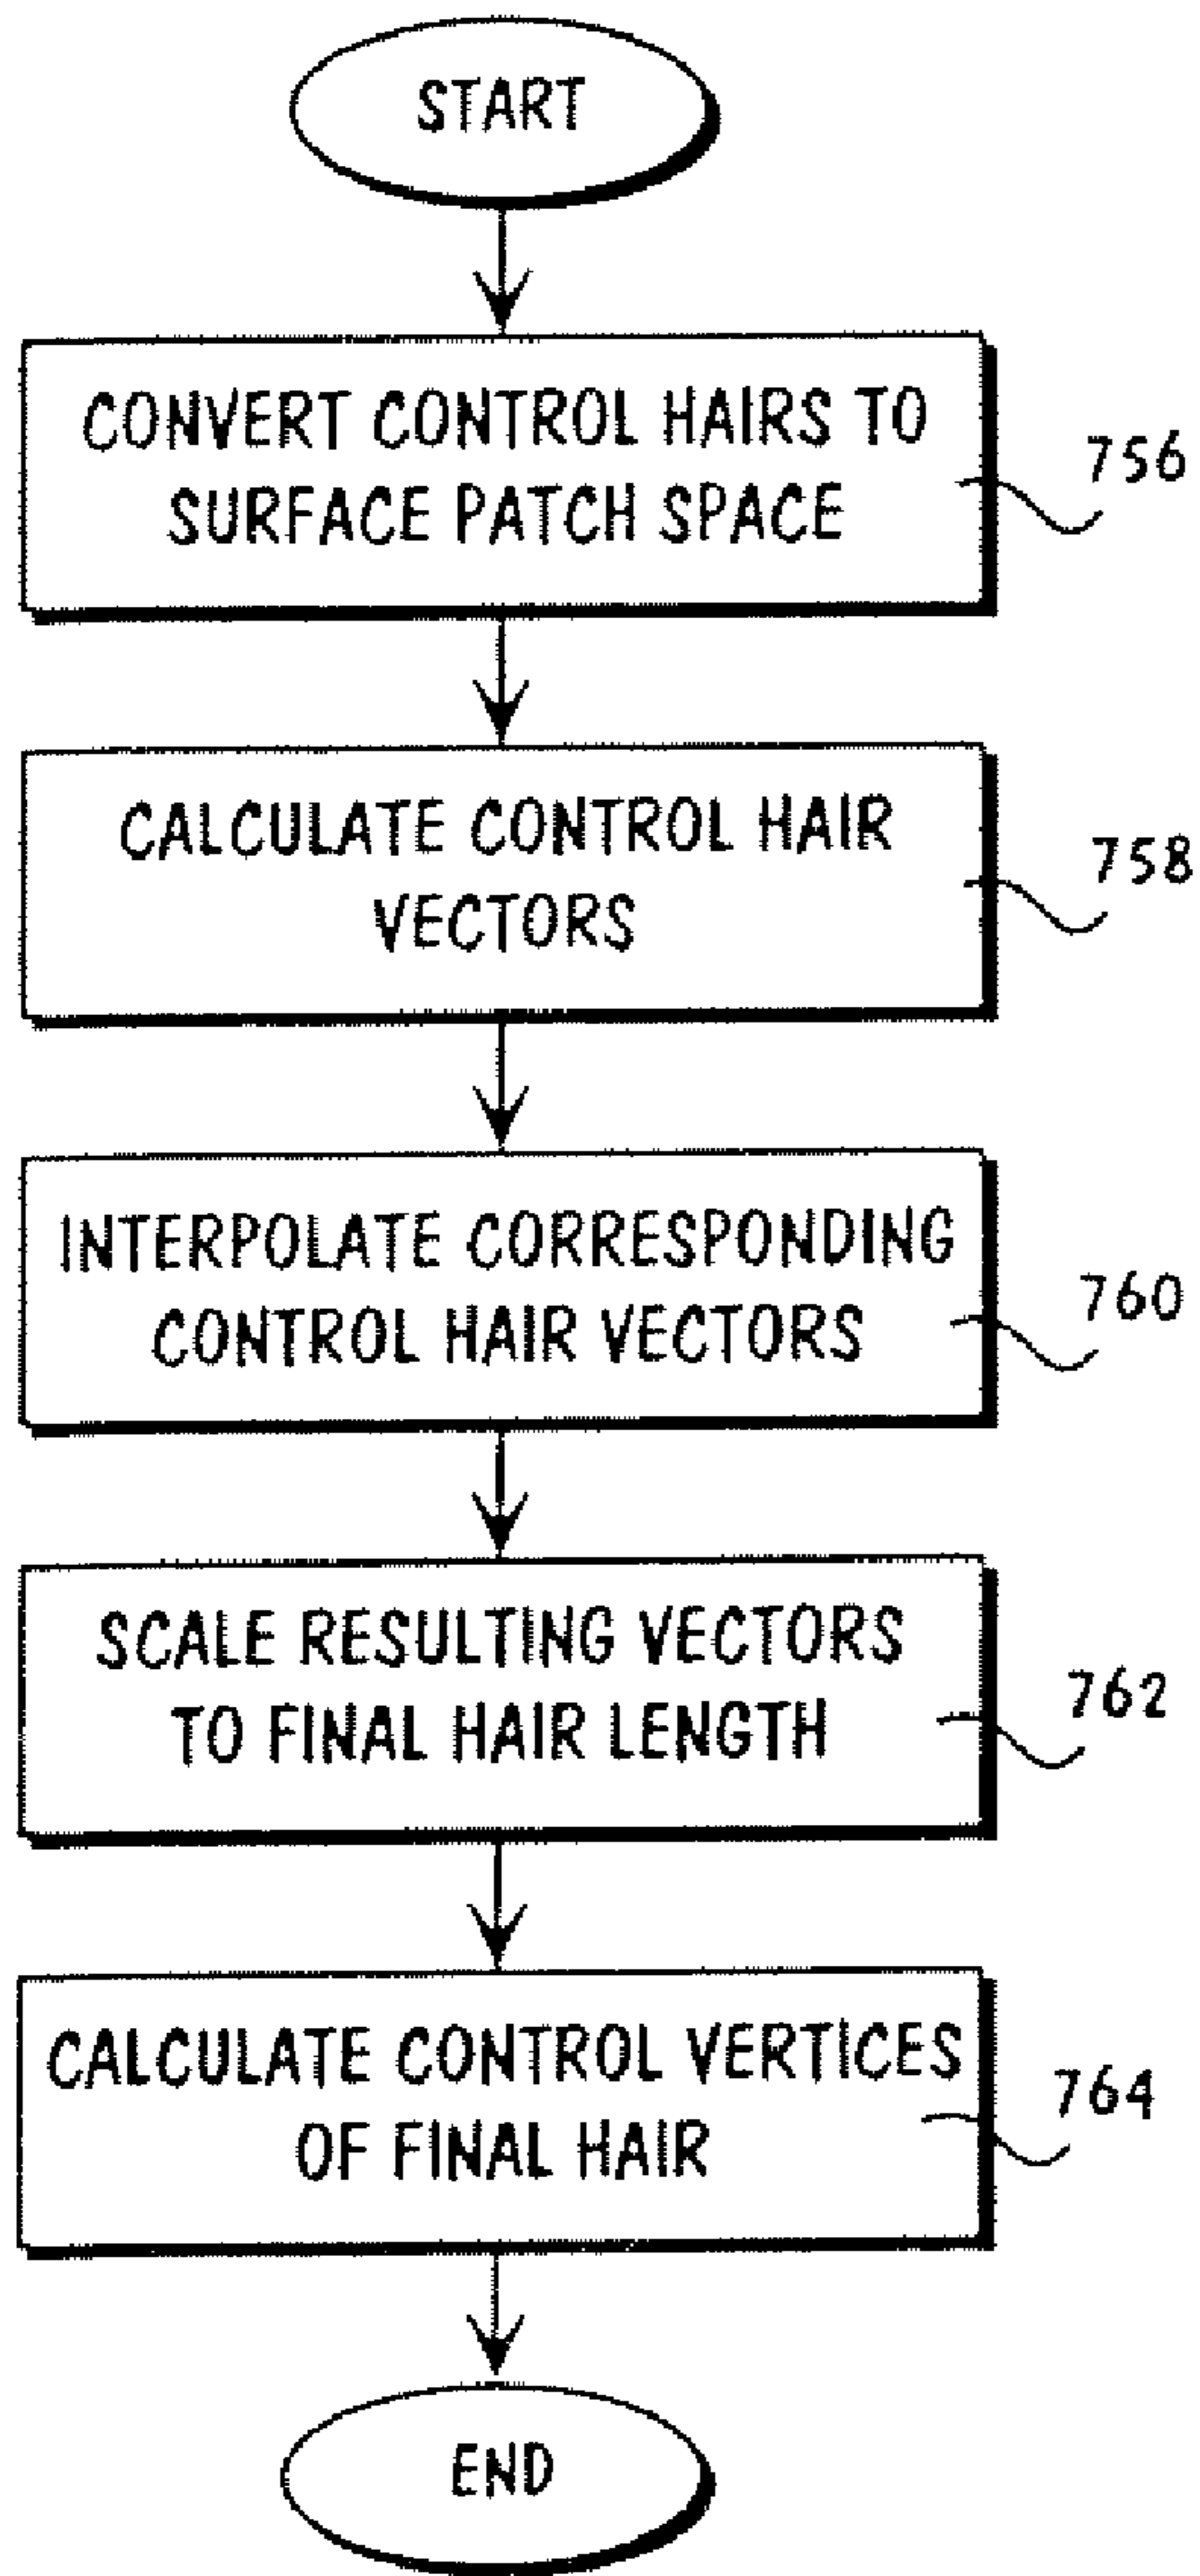 START
CONVERT CONTROL HAIRS TO
SURFACE PATCH SPACE
756
CALCULATE CONTROL HAIR
VECTORS
758
INTERPOLATE CORRESPONDING
CONTROL HAIR VECTORS
760
SCALE RESULTING VECTORS
TO FINAL HAIR LENGTH
762
CALCULATE CONTROL VERTICES
OF FINAL HAIR
764
END